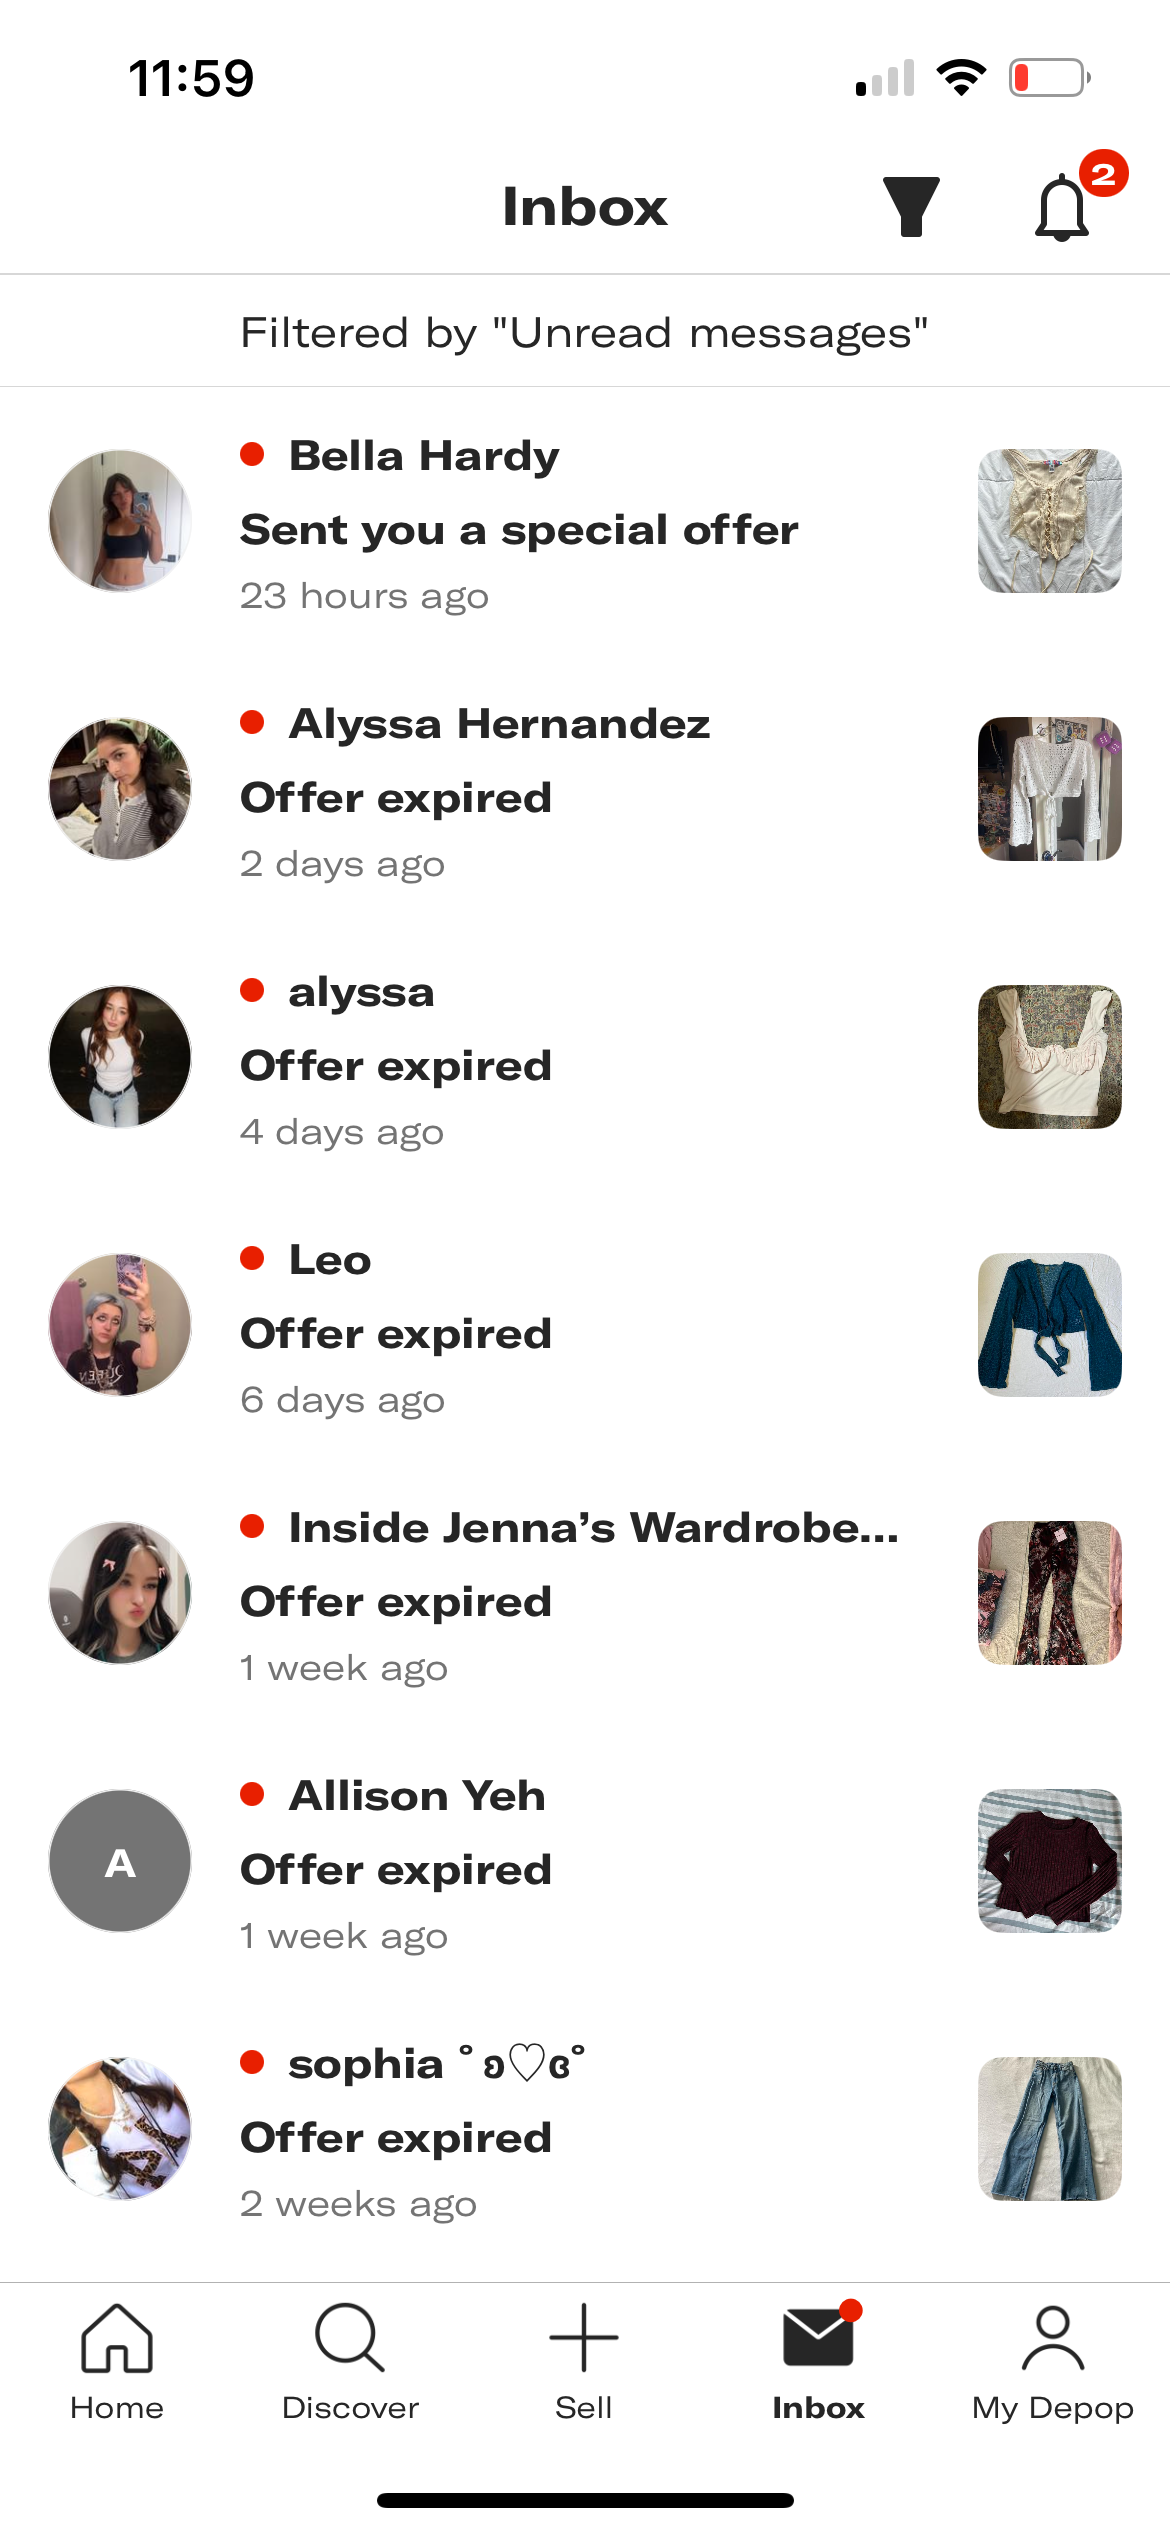 11:59
Inbox
2
Filtered by "Unread messages"
Bella Hardy
Sent you a special offer
23 hours ago
Alyssa Hernandez
Offer expired
2 days ago
alyssa
Offer expired
4 days ago
Leo
Offer expired
6 days ago
Inside Jenna’s Wardrobe...
Offer expired
1 week ago
A
Allison Yeh
Offer expired
1 week ago
sophia ˚ ʚ♡ɞ˚
Offer expired
2 weeks ago
Home
Discover
Sell
Inbox
My Depop